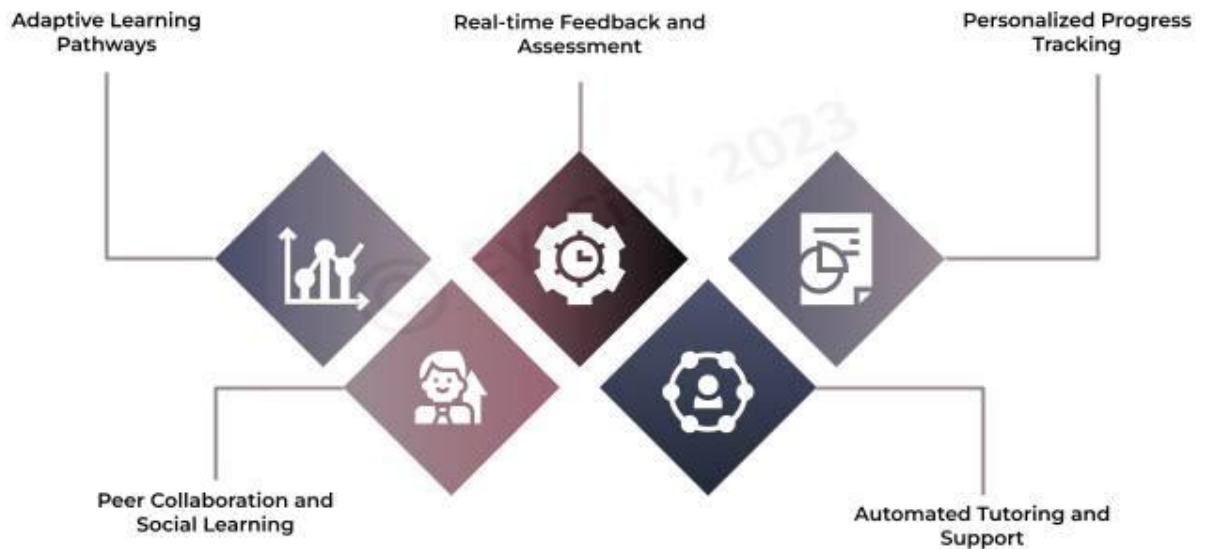 Adaptive Learning
Pathways
Real-time Feedback and
Assessment
Personalized Progress
Tracking
Peer Collaboration and
Social Learning
Automated Tutoring and
Support